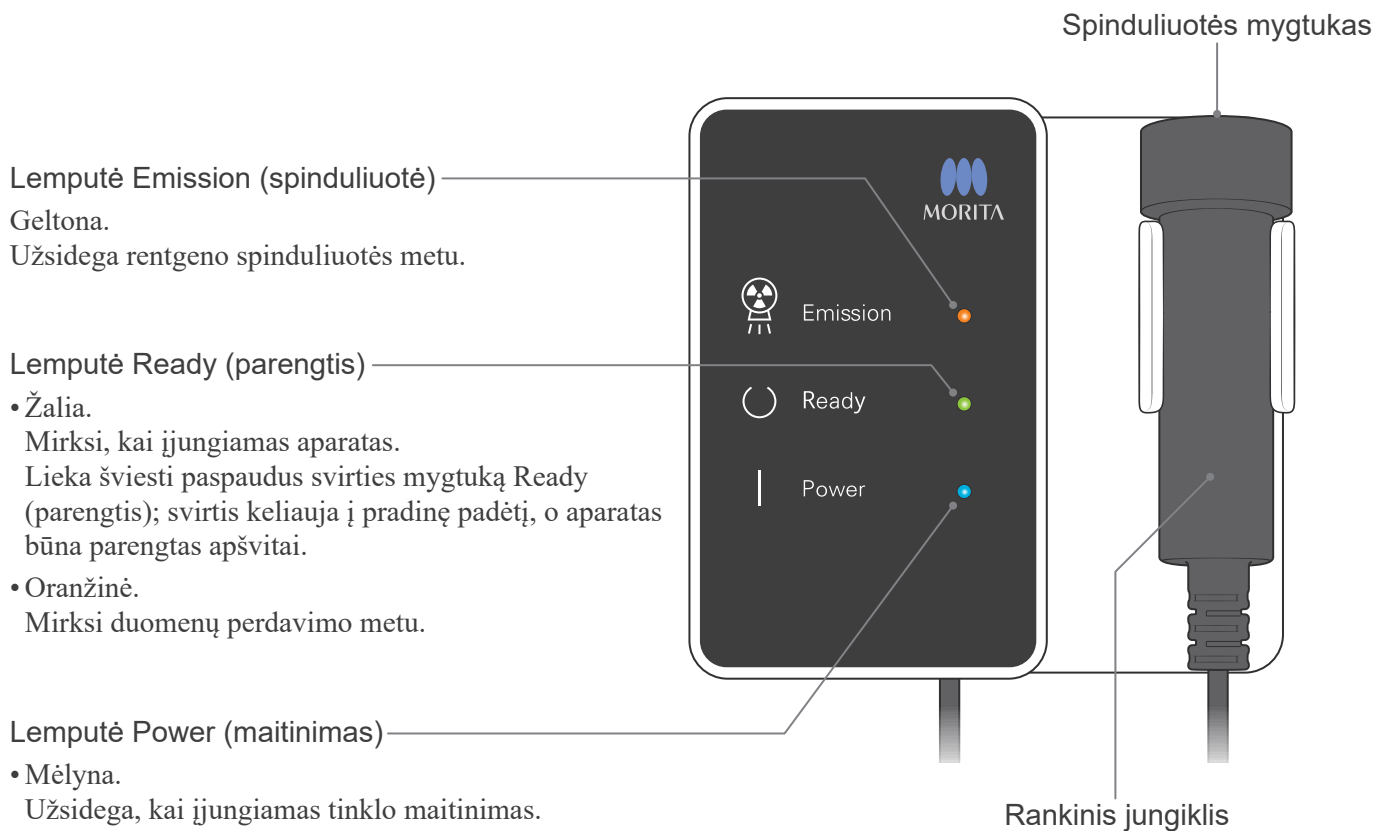 Spinduliuotės mygtukas
Lemputė Emission (spinduliuotė)
Geltona.
Užsidega rentgeno spinduliuotės metu.
Lemputė Ready (parengtis)
• Žalia.
Mirksi, kai įjungiamas aparatas.
Lieka šviesti paspaudus svirties mygtuką Ready
(parengtis); svirtis keliauja į pradinę padėtį, o aparatas
būna parengtas apšvitai.
• Oranžinė.
Mirksi duomenų perdavimo metu.
Lemputė Power (maitinimas)
• Mėlyna.
Užsidega, kai įjungiamas tinklo maitinimas.
MORITA
Emission
Ready
Power
Rankinis jungiklis